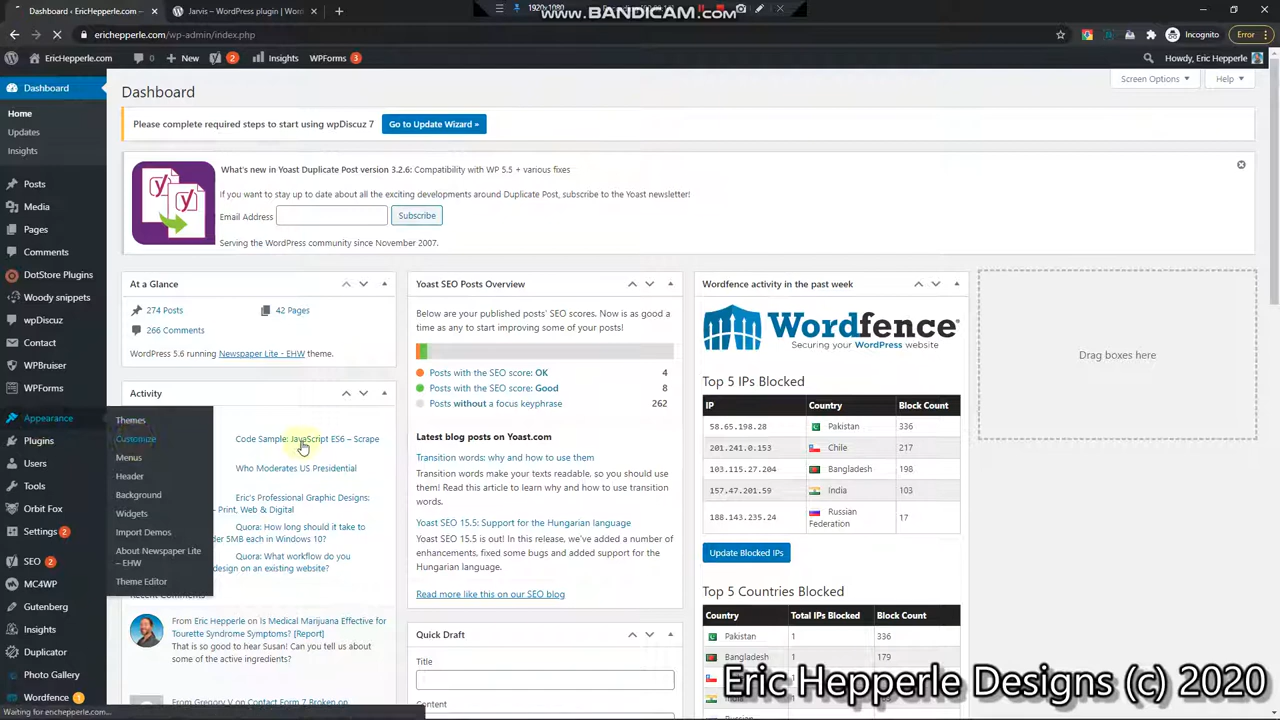 Dashboard
Jarvis – WordPress plugin | Word
1920x1080
www.BANDICAM.com
erichepperle.com/wp-admin/index.php
Incognito
Error
EricHepperle.com
0
New
2
Insights
WPForms 3
Howdy, Eric Hepperle
Dashboard
Home
Updates
Insights
Posts
Media
Pages
Comments
DotStore Plugins
Woody snippets
wpDiscuz
Contact
WPBruiser
WPForms
Appearance
Plugins
Users
Tools
Orbit Fox
Settings 2
SEO 2
MC4WP
Gutenberg
Insights
Duplicator
Photo Gallery
Wordfence 1
Themes
Customize
Menus
Header
Background
Widgets
Import Demos
About Newspaper Lite
– EHW
Theme Editor
Screen Options
Help
Dashboard
Please complete required steps to start using wpDiscuz 7
Go to Update Wizard »
What's new in Yoast Duplicate Post version 3.2.6: Compatibility with WP 5.5 + various fixes
If you want to stay up to date about all the exciting developments around Duplicate Post, subscribe to the Yoast newsletter!
Email Address
Subscribe
Serving the WordPress community since November 2007.
At a Glance
274 Posts
42 Pages
266 Comments
WordPress 5.6 running Newspaper Lite - EHW theme.
Activity
Code Sample: JavaScript ES6 – Scrape
Who Moderates US Presidential
Eric's Professional Graphic Designs:
- Print, Web & Digital
Quora: How long should it take to
der 5MB each in Windows 10?
Quora: What workflow do you
design on an existing website?
Recent Comments
From Eric Hepperle on Is Medical Marijuana Effective for
Tourette Syndrome Symptoms? [Report]
That is so good to hear Susan! Can you tell us about
some of the active ingredients?
From Gregory V on Contact Form 7 Broken on
Yoast SEO Posts Overview
Below are your published posts' SEO scores. Now is as good a
time as any to start improving some of your posts!
Posts with the SEO score: OK 4
Posts with the SEO score: Good 8
Posts without a focus keyphrase 262
Latest blog posts on Yoast.com
Transition words: why and how to use them
Transition words make your texts readable, so you should use
them! Read this article to learn why and how to use transition
words.
Yoast SEO 15.5: Support for the Hungarian language
Yoast SEO 15.5 is out! In this release, we've added a number of
enhancements, fixed some bugs and added support for the
Hungarian language.
Read more like this on our SEO blog
Quick Draft
Title
Content
Wordfence activity in the past week
Wordfence®
Securing your WordPress website
Top 5 IPs Blocked
IP Country Block Count
58.65.198.28 Pakistan 336
201.241.0.153 Chile 217
103.115.27.204 Bangladesh 198
157.47.201.59 India 103
188.143.235.24 Russian Federation 17
Update Blocked IPs
Top 5 Countries Blocked
Country Total IPs Blocked Block Count
Pakistan 1 336
Bangladesh 1 179
Drag boxes here
Waiting for erichepperle.com...
Eric Hepperle Designs (c) 2020